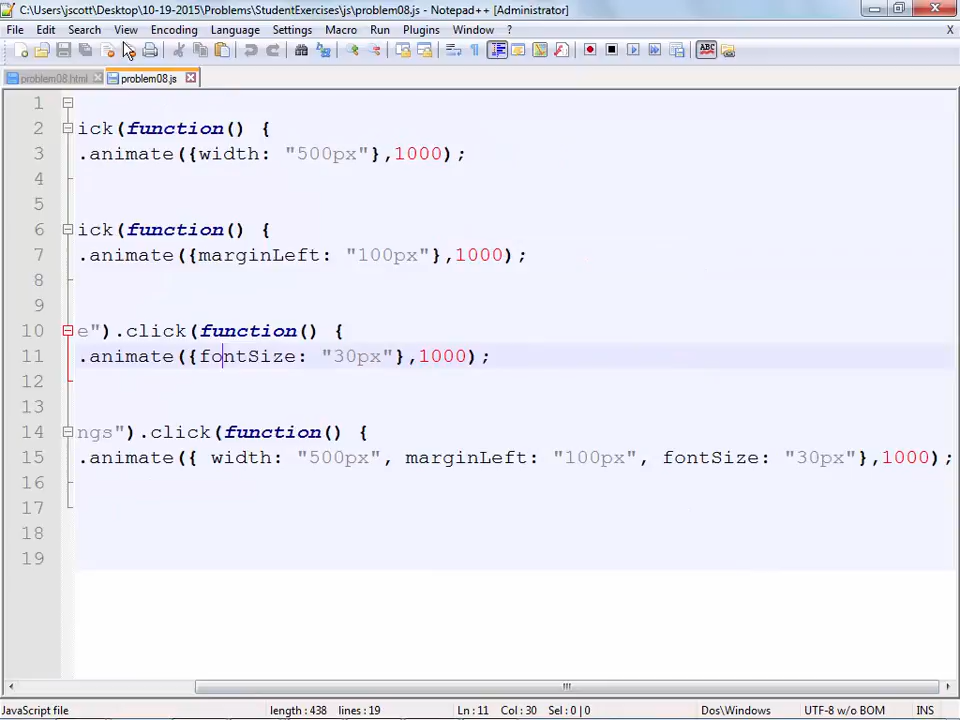 C:\Users\jscott\Desktop\10-19-2015\Problems\StudentExercises\js\problem08.js - Notepad++ [Administrator]
File Edit Search View Encoding Language Settings Macro Run Plugins Window ? X
problem08.html problem08.js
1
2 ick(function() {
3 .animate({width: "500px"},1000);
4
5
6 ick(function() {
7 .animate({marginLeft: "100px"},1000);
8
9
10 e").click(function() {
11 .animate({fontSize: "30px"},1000);
12
13
14 ngs").click(function() {
15 .animate({ width: "500px", marginLeft: "100px", fontSize: "30px"},1000);
16
17
18
19
JavaScript file length : 438 lines : 19 Ln : 11 Col : 30 Sel : 0 | 0 Dos\Windows UTF-8 w/o BOM INS